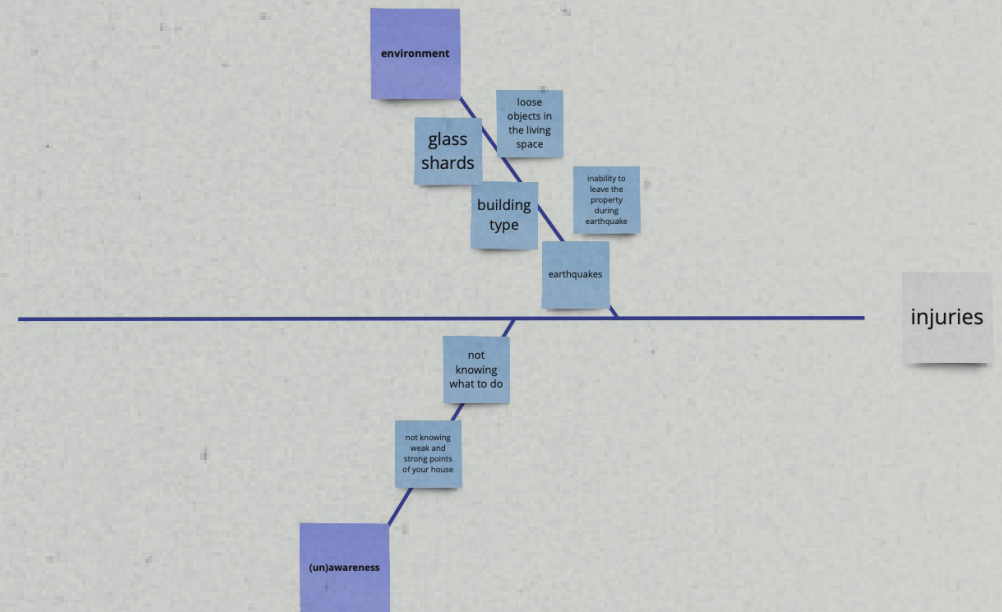 environment
loose
objects in
the living
space
glass
shards
inability to
leave the
property
during
earthquake
building
type
earthquakes
injuries
not
knowing
what to do
not knowing
weak and
strong points
of your house
(un)awareness